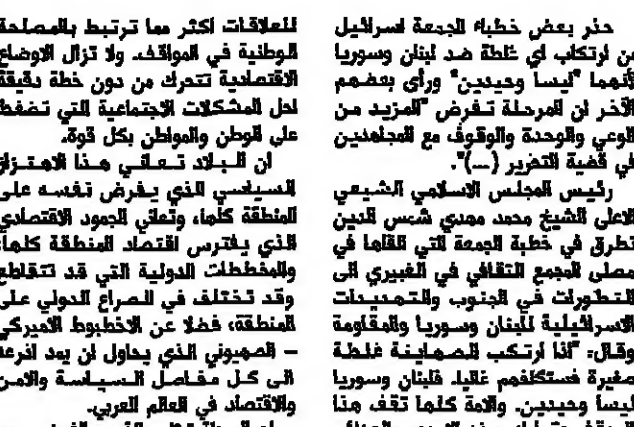 حذر بعض خطباء الجمعة اسرائيل
من ارتكاب اي غلطة ضد لبنان وسوريا
لأنهما "ليسا وحيدين" ورأى بعضهم
الآخر ان المرحلة تفرض "المزيد من
الوعي والوحدة والوقوف مع المجاهدين
في قضية التحرير (...)".
رئيس المجلس الاسلامي الشيعي
الاعلى الشيخ محمد مهدي شمس الدين
تطرق في خطبة الجمعة التي القاها في
مصلى المجمع الثقافي في الغبيري الى
التطورات في الجنوب والتهديدات
الاسرائيلية للبنان وسوريا والمقاومة
وقال: "اذا ارتكب الصهاينة غلطة
صغيرة فستكلفهم غاليا. فلبنان وسوريا
ليسا وحيدين. والامة كلها تقف هذا
للعلاقات اكثر مما ترتبط بالمصلحة
الوطنية في المواقف. ولا تزال الاوضاع
الاقتصادية تتحرك من دون خطة دقيقة
لحل المشكلات الاجتماعية التي تضغط
على الوطن والمواطن بكل قوة.
ان البلاد تعاني هذا الاهتزاز
السياسي الذي يفرض نفسه على
المنطقة كلها، وتعاني الجمود الاقتصادي
الذي يفترس اقتصاد المنطقة كلها،
والمخططات الدولية التي قد تتقاطع
وقد تختلف في الصراع الدولي على
المنطقة، فضلا عن الاخطبوط الاميركي
– الصهيوني الذي يحاول ان يمد اذرعه
الى كل مفاصل السياسة والامن
والاقتصاد في العالم العربي.